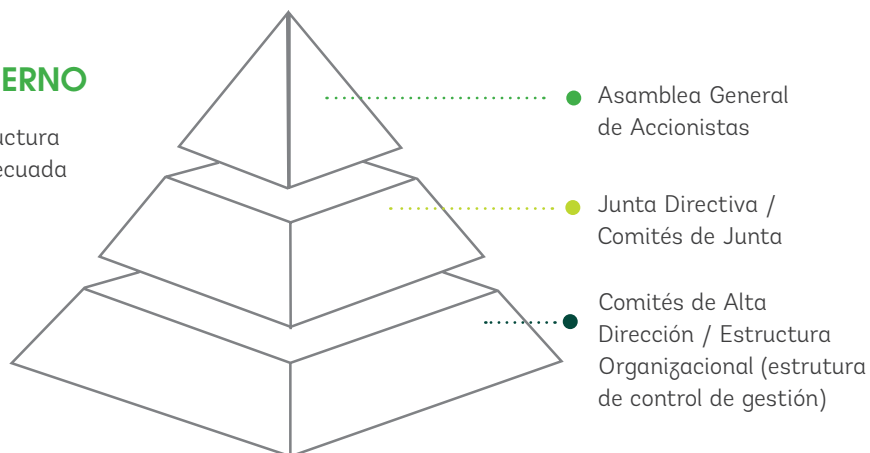 ERNO
uctura
ecuada
Asamblea General
de Accionistas
Junta Directiva /
Comités de Junta
Comités de Alta
Dirección / Estructura
Organizacional (estrutura
de control de gestión)